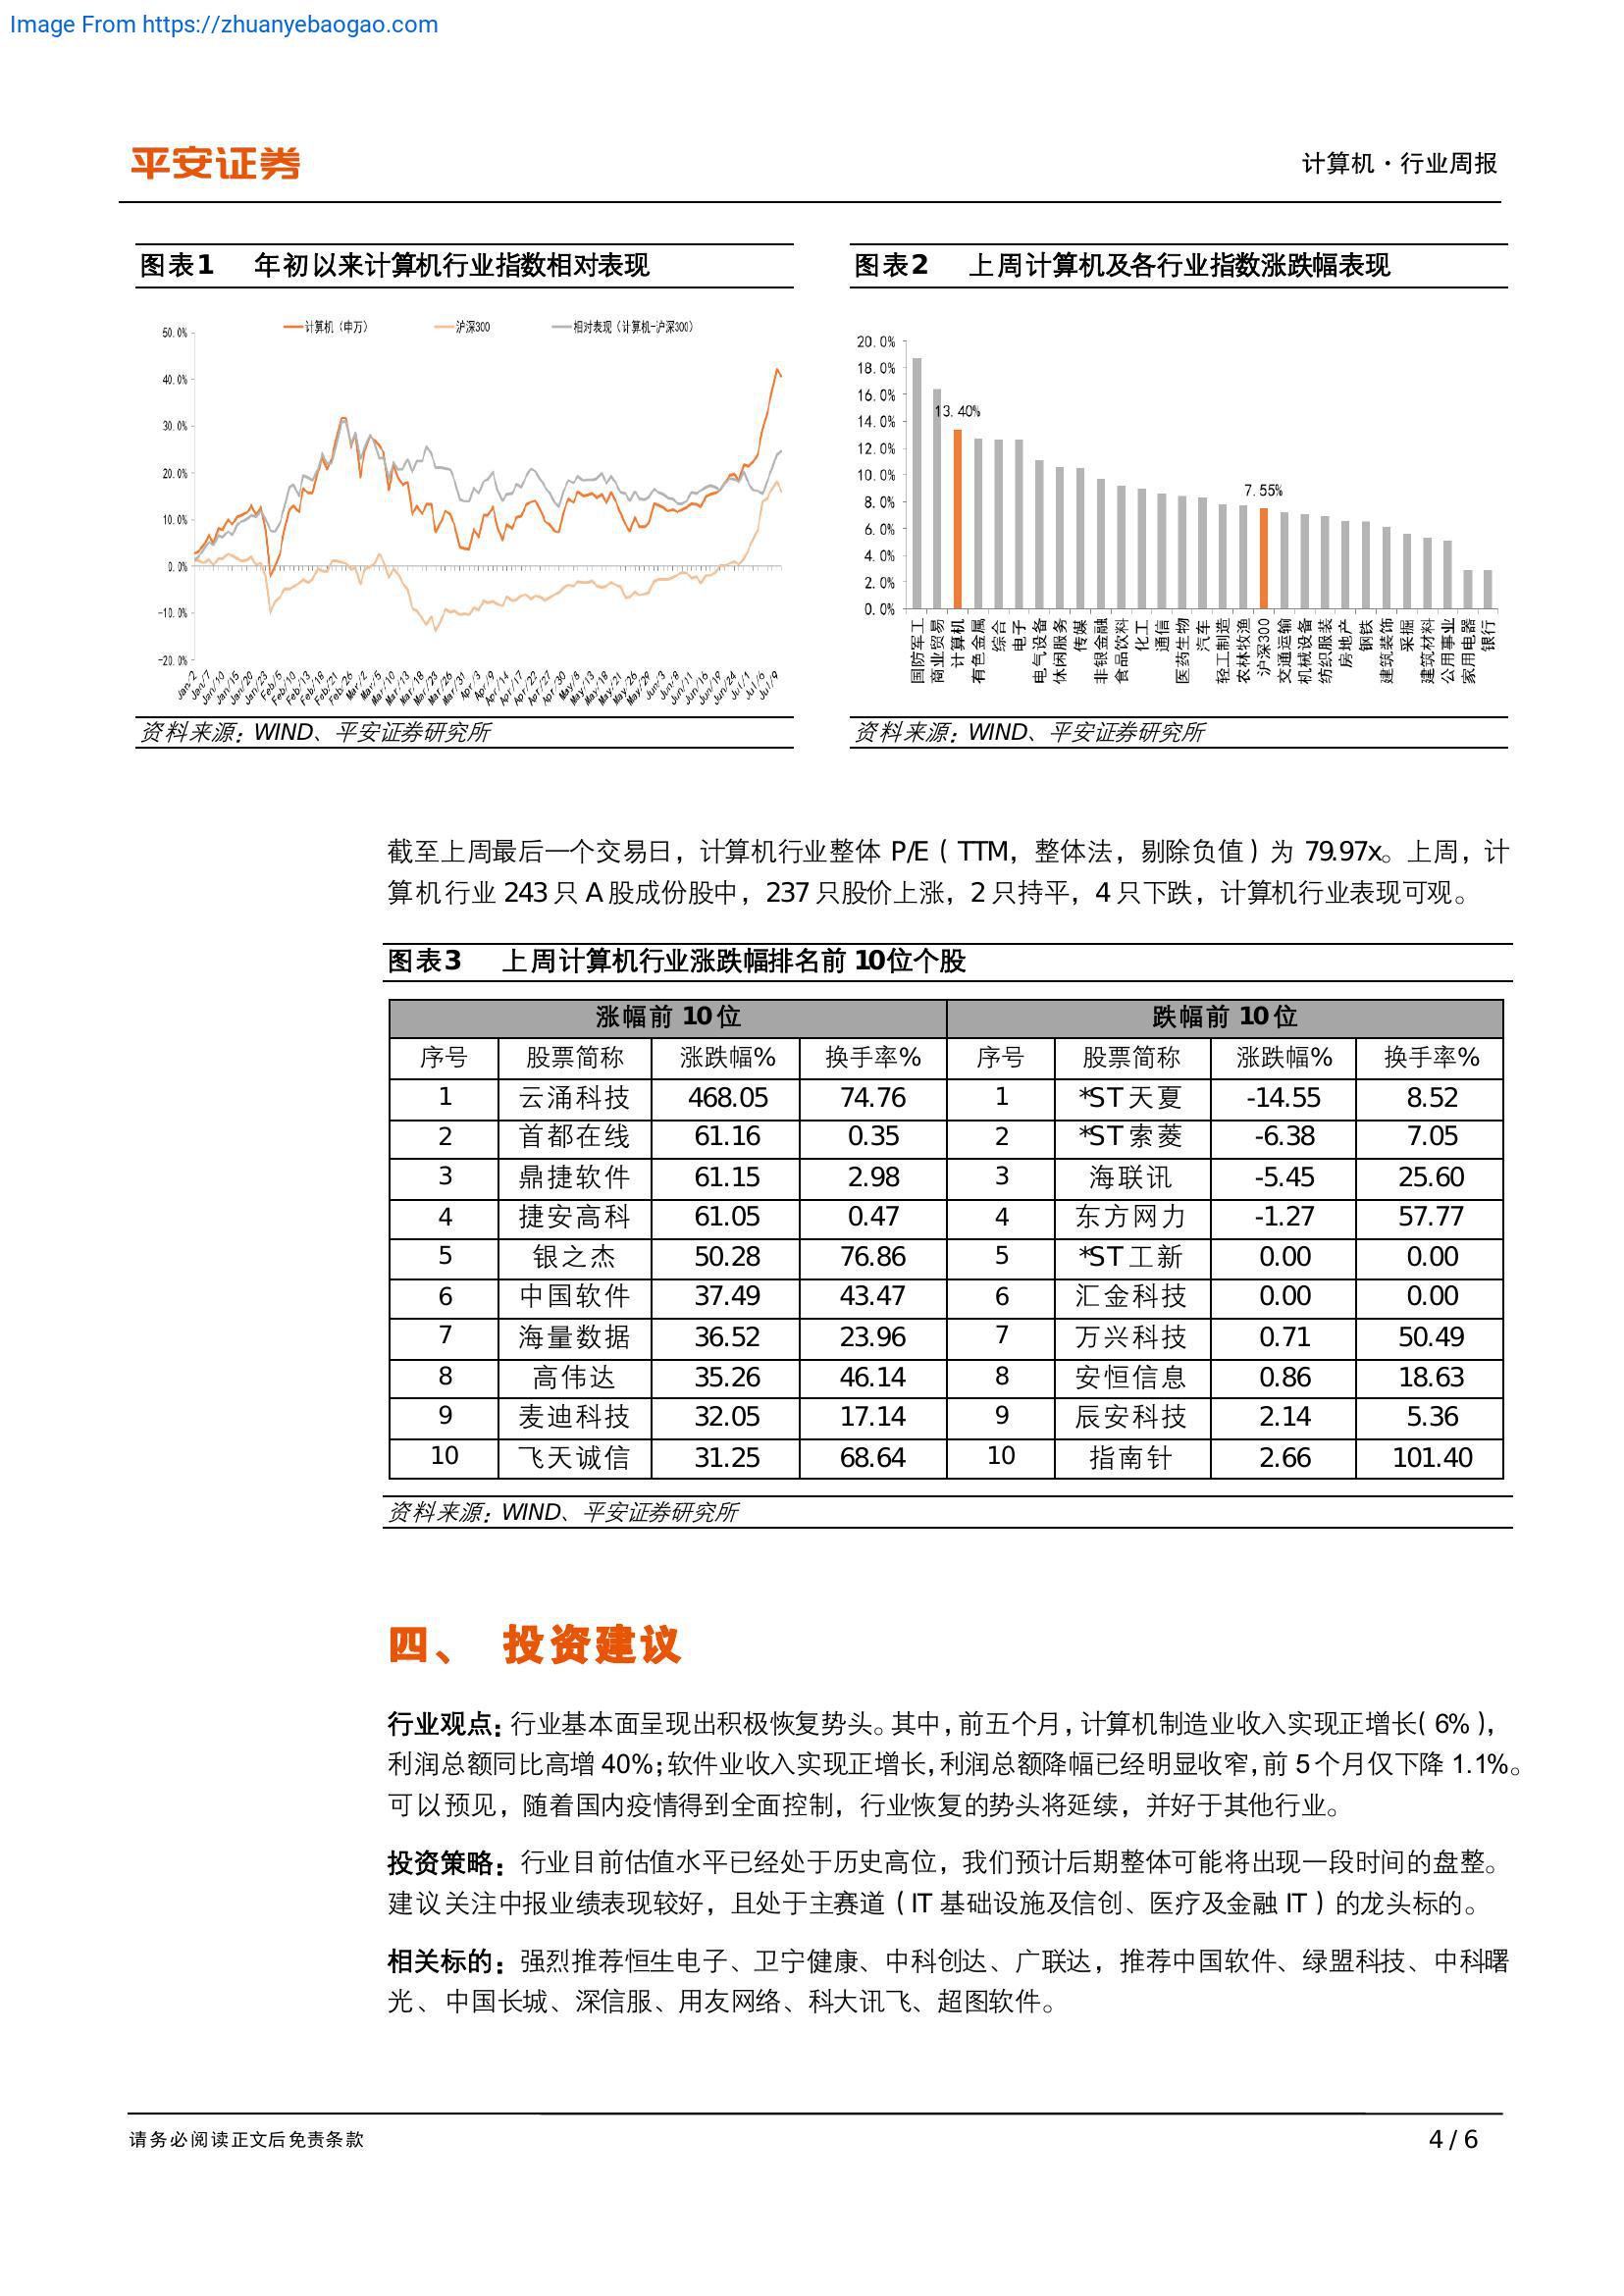 Image From https://zhuanyebaogao.com
平安证券
计算机·行业周报
图表1 年初以来计算机行业指数相对表现
计算机（申万） 沪深300 相对表现（计算机-沪深300）
50.0%
40.0%
30.0%
20.0%
10.0%
0.0%
-10.0%
-20.0%
Jan/2 Jan/7 Jan/10 Jan/15 Jan/20 Jan/23 Feb/5 Feb/10 Feb/13 Feb/18 Feb/21 Feb/26 Mar/2 Mar/5 Mar/10 Mar/13 Mar/18 Mar/23 Mar/26 Mar/31 Apr/3 Apr/9 Apr/14 Apr/17 Apr/22 Apr/27 Apr/30 May/8 May/13 May/18 May/21 May/26 May/29 Jun/3 Jun/8 Jun/11 Jun/16 Jun/19 Jun/24 Jul/1 Jul/6 Jul/9
资料来源：WIND、平安证券研究所
图表2 上周计算机及各行业指数涨跌幅表现
20.0%
18.0%
16.0%
14.0%
12.0%
10.0%
8.0%
6.0%
4.0%
2.0%
0.0%
13.40%
7.55%
国防军工 商业贸易 计算机 有色金属 综合 电子 电气设备 休闲服务 传媒 非银金融 食品饮料 化工 通信 医药生物 汽车 轻工制造 农林牧渔 沪深300 交通运输 机械设备 纺织服装 房地产 钢铁 建筑装饰 采掘 建筑材料 公用事业 家用电器 银行
资料来源：WIND、平安证券研究所
截至上周最后一个交易日，计算机行业整体 P/E（TTM，整体法，剔除负值）为 79.97x。上周，计
算机行业 243 只 A 股成份股中，237 只股价上涨，2 只持平，4 只下跌，计算机行业表现可观。
图表3 上周计算机行业涨跌幅排名前 10位个股
涨幅前 10 位 跌幅前 10 位
序号 股票简称 涨跌幅% 换手率% 序号 股票简称 涨跌幅% 换手率%
1 云涌科技 468.05 74.76 1 *ST 天夏 -14.55 8.52
2 首都在线 61.16 0.35 2 *ST 索菱 -6.38 7.05
3 鼎捷软件 61.15 2.98 3 海联讯 -5.45 25.60
4 捷安高科 61.05 0.47 4 东方网力 -1.27 57.77
5 银之杰 50.28 76.86 5 *ST 工新 0.00 0.00
6 中国软件 37.49 43.47 6 汇金科技 0.00 0.00
7 海量数据 36.52 23.96 7 万兴科技 0.71 50.49
8 高伟达 35.26 46.14 8 安恒信息 0.86 18.63
9 麦迪科技 32.05 17.14 9 辰安科技 2.14 5.36
10 飞天诚信 31.25 68.64 10 指南针 2.66 101.40
资料来源：WIND、平安证券研究所
四、 投资建议
行业观点：行业基本面呈现出积极恢复势头。其中，前五个月，计算机制造业收入实现正增长（6%），
利润总额同比高增 40%；软件业收入实现正增长，利润总额降幅已经明显收窄，前 5 个月仅下降 1.1%。
可以预见，随着国内疫情得到全面控制，行业恢复的势头将延续，并好于其他行业。
投资策略：行业目前估值水平已经处于历史高位，我们预计后期整体可能将出现一段时间的盘整。
建议关注中报业绩表现较好，且处于主赛道（IT 基础设施及信创、医疗及金融 IT）的龙头标的。
相关标的：强烈推荐恒生电子、卫宁健康、中科创达、广联达，推荐中国软件、绿盟科技、中科曙
光、中国长城、深信服、用友网络、科大讯飞、超图软件。
请务必阅读正文后免责条款
4 / 6